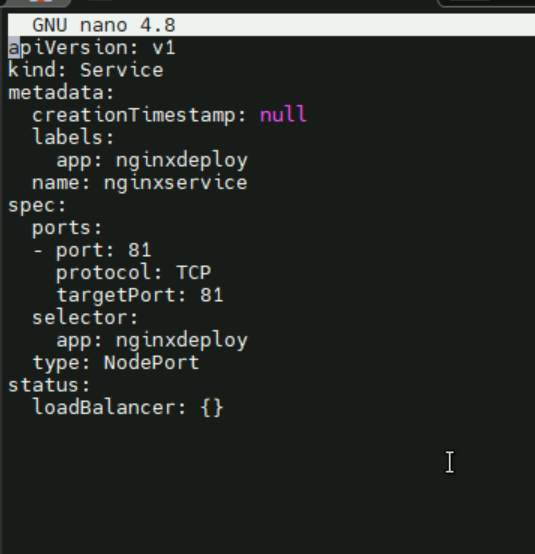 GNU nano 4.8
apiVersion: v1
kind: Service
metadata:
  creationTimestamp: null
  labels:
    app: nginxdeploy
  name: nginxservice
spec:
  ports:
  - port: 81
    protocol: TCP
    targetPort: 81
  selector:
    app: nginxdeploy
  type: NodePort
status:
  loadBalancer: {}